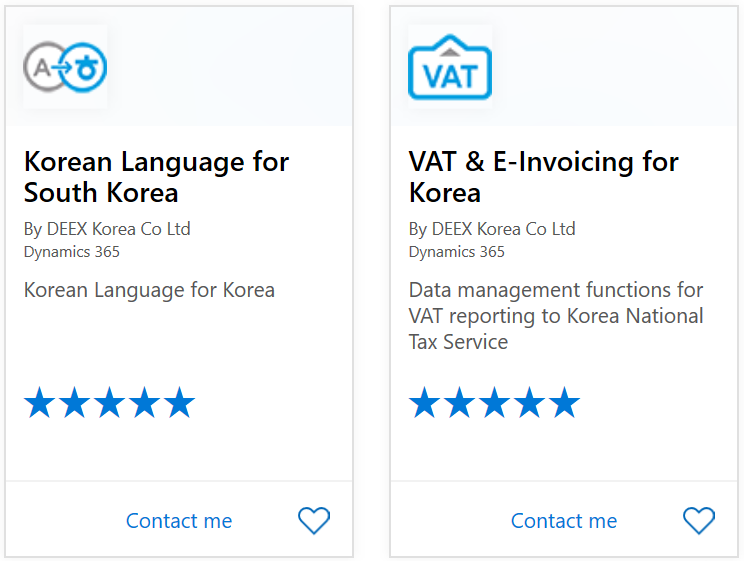 A ㅎ
Korean Language for
South Korea
By DEEX Korea Co Ltd
Dynamics 365
Korean Language for Korea
Contact me
VAT
VAT & E-Invoicing for
Korea
By DEEX Korea Co Ltd
Dynamics 365
Data management functions for
VAT reporting to Korea National
Tax Service
Contact me